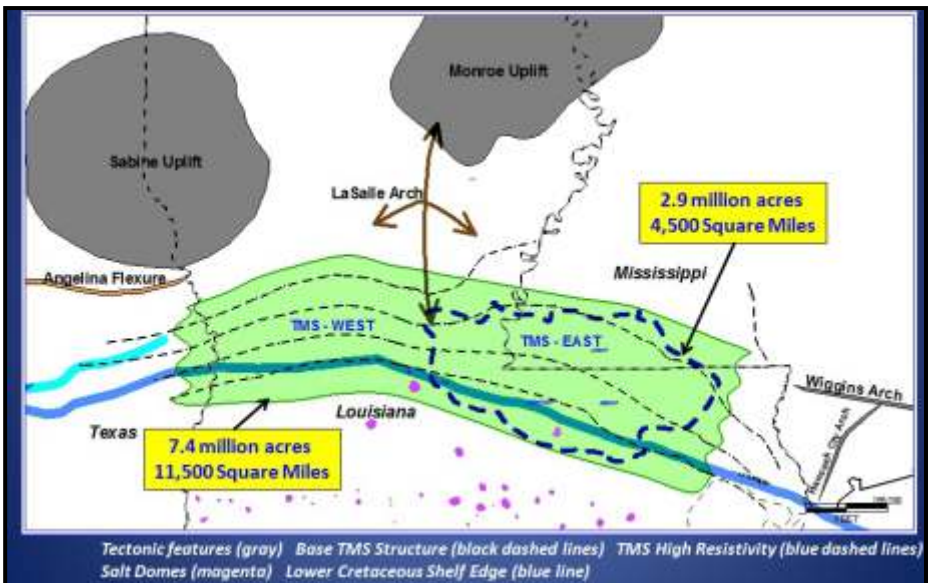 Monroe Uplift
Sabine Uplift
LaSalle Arch
2.9 million acres
4,500 Square Miles
Mississippi
Angelina Flexure
TMS - WEST
TMS - EAST
Wiggins Arch
Louisiana
Texas
7.4 million acres
11,500 Square Miles
Arch
FEET
Tectonic features (gray) Base TMS Structure (black dashed lines) TMS High Resistivity (blue dashed lines)
Salt Domes (magenta) Lower Cretaceous Shelf Edge (blue line)